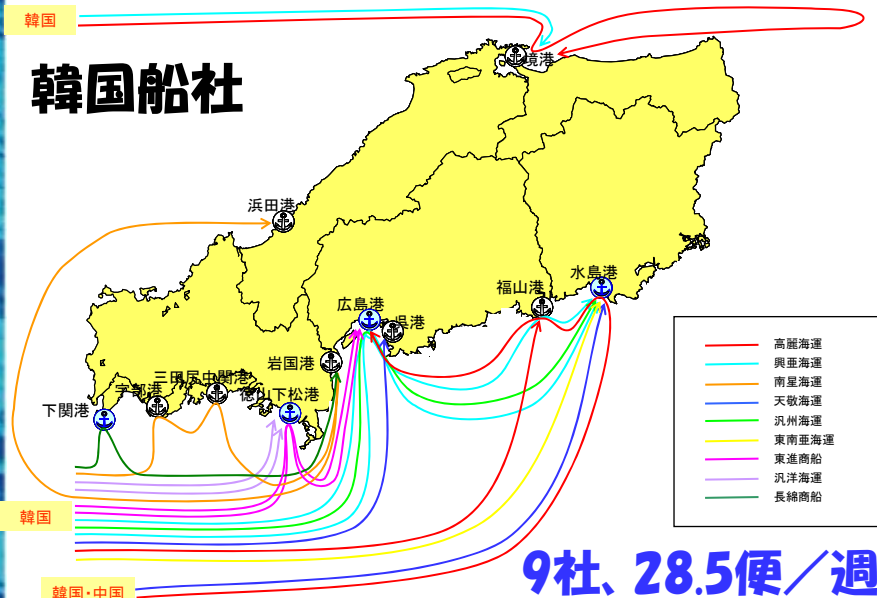 韓国
韓国船社
境港
浜田港
水島港
福山港
広島港
呉港
岩国港
三田尻中関港
宇部港
徳山下松港
下関港
高麗海運
興亜海運
南星海運
天敬海運
汎州海運
東南亜海運
東進商船
汎洋海運
長綿商船
韓国
9社、28.5便／週
韓国・中国